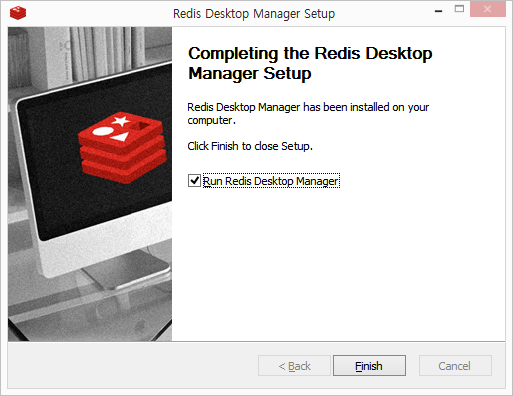 Redis Desktop Manager Setup
Completing the Redis Desktop
Manager Setup
Redis Desktop Manager has been installed on your
computer.
Click Finish to close Setup.
Run Redis Desktop Manager
< Back
Finish
Cancel